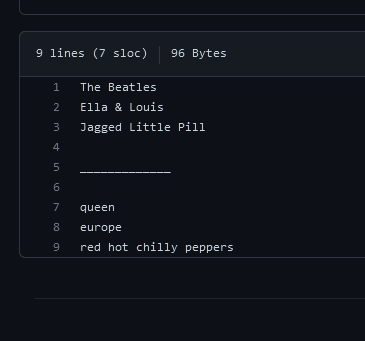 9 lines (7 sloc) 96 Bytes
1 The Beatles
2 Ella & Louis
3 Jagged Little Pill
4
5 _____________
6
7 queen
8 europe
9 red hot chilly peppers